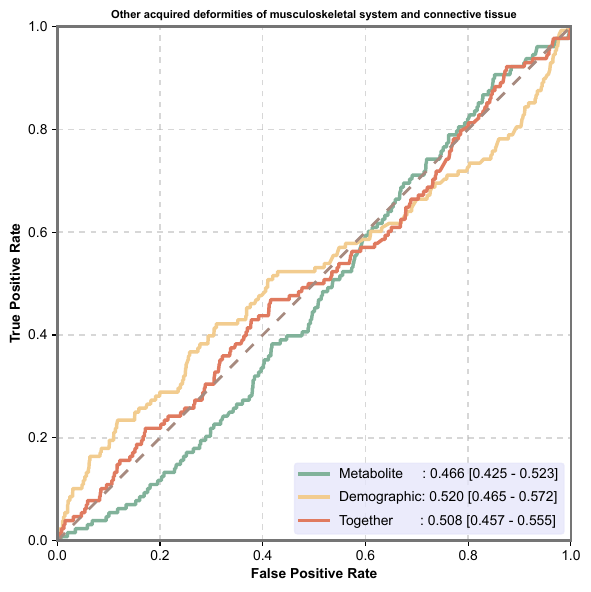 Other acquired deformities of musculoskeletal system and connective tissue
1.0
0.8
0.6
0.4
0.2
0.0
True Positive Rate
Metabolite : 0.466 [0.425 - 0.523]
Demographic: 0.520 [0.465 - 0.572]
Together : 0.508 [0.457 - 0.555]
0.0 0.2 0.4 0.6 0.8 1.0
False Positive Rate